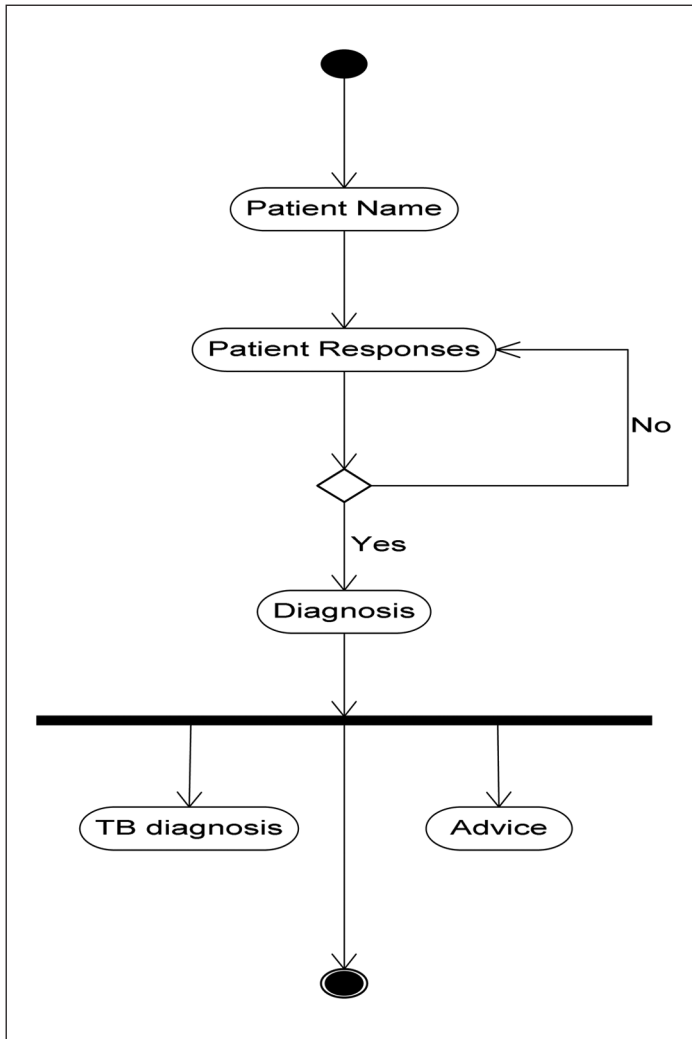 Patient Name
Patient Responses
No
Yes
Diagnosis
TB diagnosis
Advice